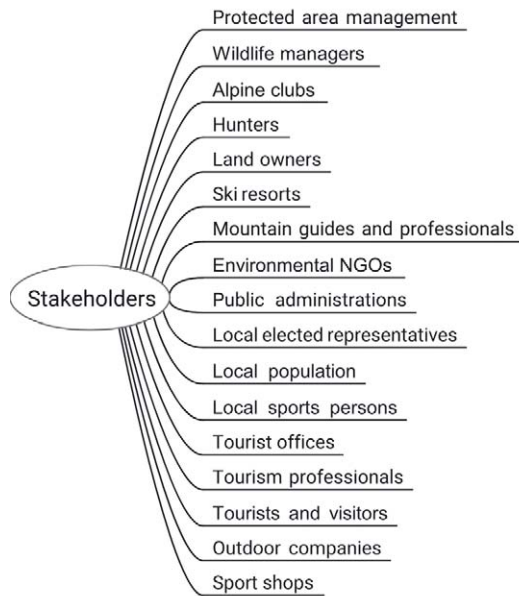 Protected area management
Wildlife managers
Alpine clubs
Hunters
Land owners
Ski resorts
Mountain guides and professionals
Environmental NGOs
Stakeholders
Public administrations
Local elected representatives
Local population
Local sports persons
Tourist offices
Tourism professionals
Tourists and visitors
Outdoor companies
Sport shops